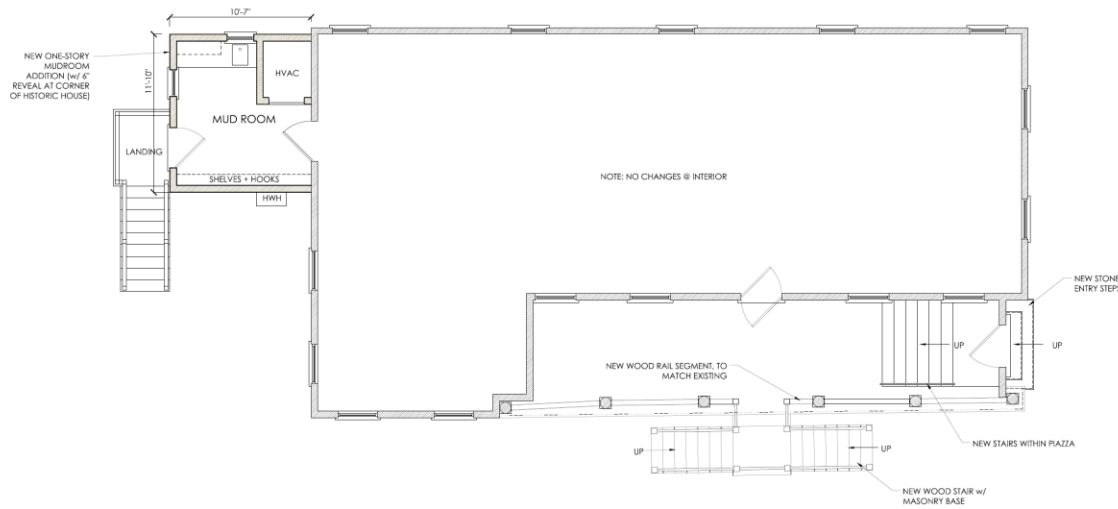 10'-7"
NEW ONE-STORY
MUDROOM
ADDITION (w/ 6"
REVEAL AT CORNER
OF HISTORIC HOUSE)
11'-10"
HVAC
MUD ROOM
LANDING
SHELVES + HOOKS
HWH
NOTE: NO CHANGES @ INTERIOR
NEW STONE
ENTRY STEPS
UP
UP
NEW WOOD RAIL SEGMENT, TO
MATCH EXISTING
NEW STAIRS WITHIN PIAZZA
UP
UP
NEW WOOD STAIR w/
MASONRY BASE